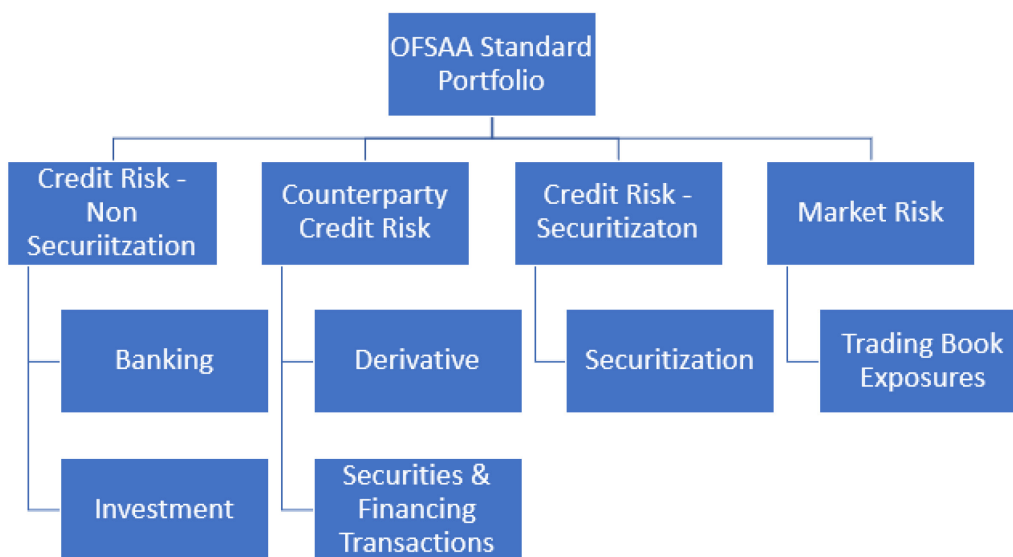 OFSAA Standard
Portfolio
Credit Risk -
Non
Securiitzation
Counterparty
Credit Risk
Credit Risk -
Securitizaton
Market Risk
Banking
Derivative
Securitization
Trading Book
Exposures
Investment
Securities &
Financing
Transactions